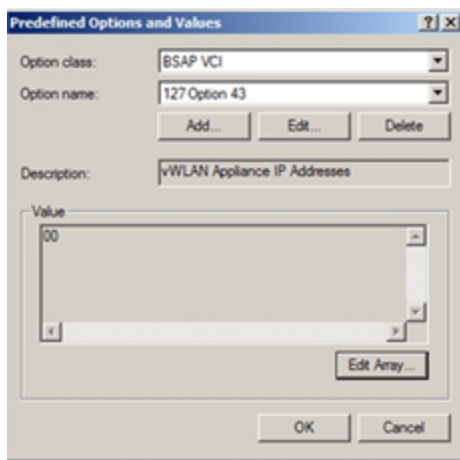 Predefined Options and Values
Option class: BSAP VCI
Option name: 127 Option 43
Add... Edit... Delete
Description: vWLAN Appliance IP Addresses
Value
00
Edit Array...
OK Cancel